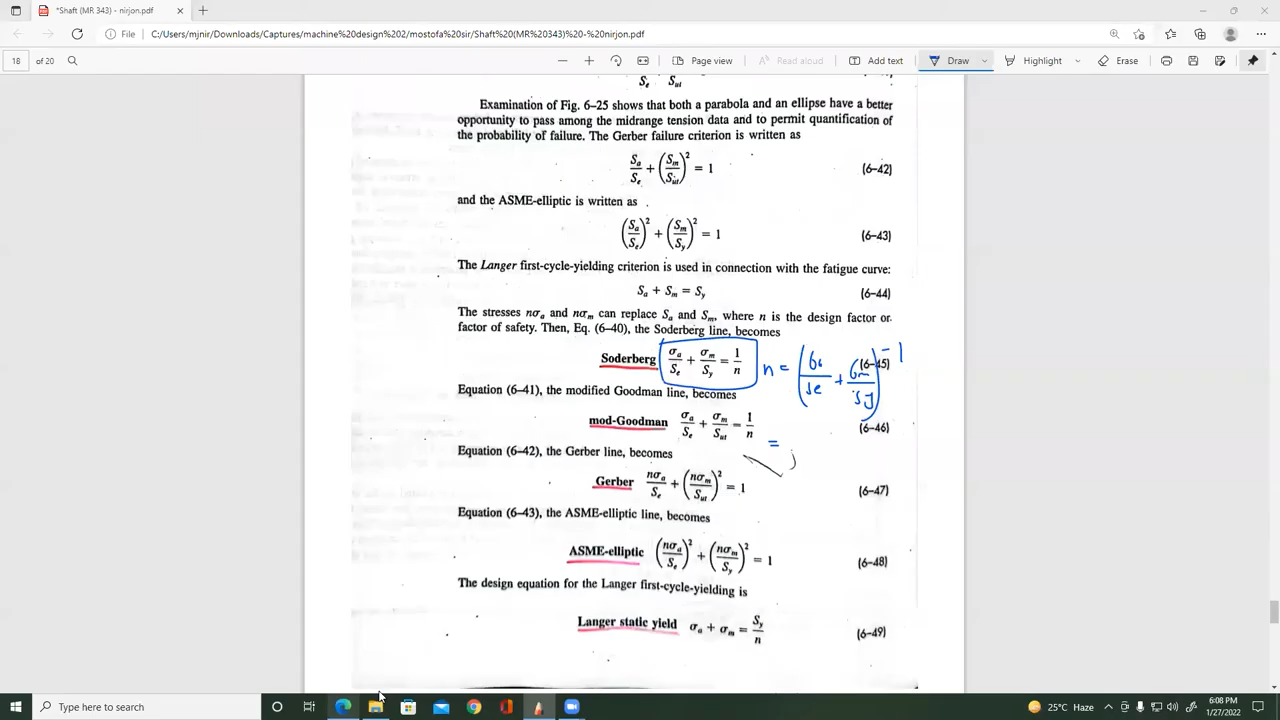 *Shaft (MR 343) - nirjon.pdf
File C:/Users/mjnir/Downloads/Captures/machine%20design%202/mostofa%20sir/Shaft%20(MR%20343)%20-%20nirjon.pdf
18 of 20 Page view Read aloud Add text Draw Highlight Erase
Sₑ Sᵤₜ
Examination of Fig. 6–25 shows that both a parabola and an ellipse have a better
opportunity to pass among the midrange tension data and to permit quantification of
the probability of failure. The Gerber failure criterion is written as
Sₐ/Sₑ + (Sₘ/Sᵤₜ)² = 1 (6–42)
and the ASME-elliptic is written as
(Sₐ/Sₑ)² + (Sₘ/Sᵧ)² = 1 (6–43)
The Langer first-cycle-yielding criterion is used in connection with the fatigue curve:
Sₐ + Sₘ = Sᵧ (6–44)
The stresses nσₐ and nσₘ can replace Sₐ and Sₘ, where n is the design factor or
factor of safety. Then, Eq. (6–40), the Soderberg line, becomes
Soderberg σₐ/Sₑ + σₘ/Sᵧ = 1/n n = (σₐ/Se + σₘ/Sy)⁻¹ (6–45)
Equation (6–41), the modified Goodman line, becomes
mod-Goodman σₐ/Sₑ + σₘ/Sᵤₜ = 1/n = (6–46)
Equation (6–42), the Gerber line, becomes
Gerber nσₐ/Sₑ + (nσₘ/Sᵤₜ)² = 1 (6–47)
Equation (6–43), the ASME-elliptic line, becomes
ASME-elliptic (nσₐ/Sₑ)² + (nσₘ/Sᵧ)² = 1 (6–48)
The design equation for the Langer first-cycle-yielding is
Langer static yield σₐ + σₘ = Sᵧ/n (6–49)
Type here to search 25°C Haze 6:08 PM
1/27/2022